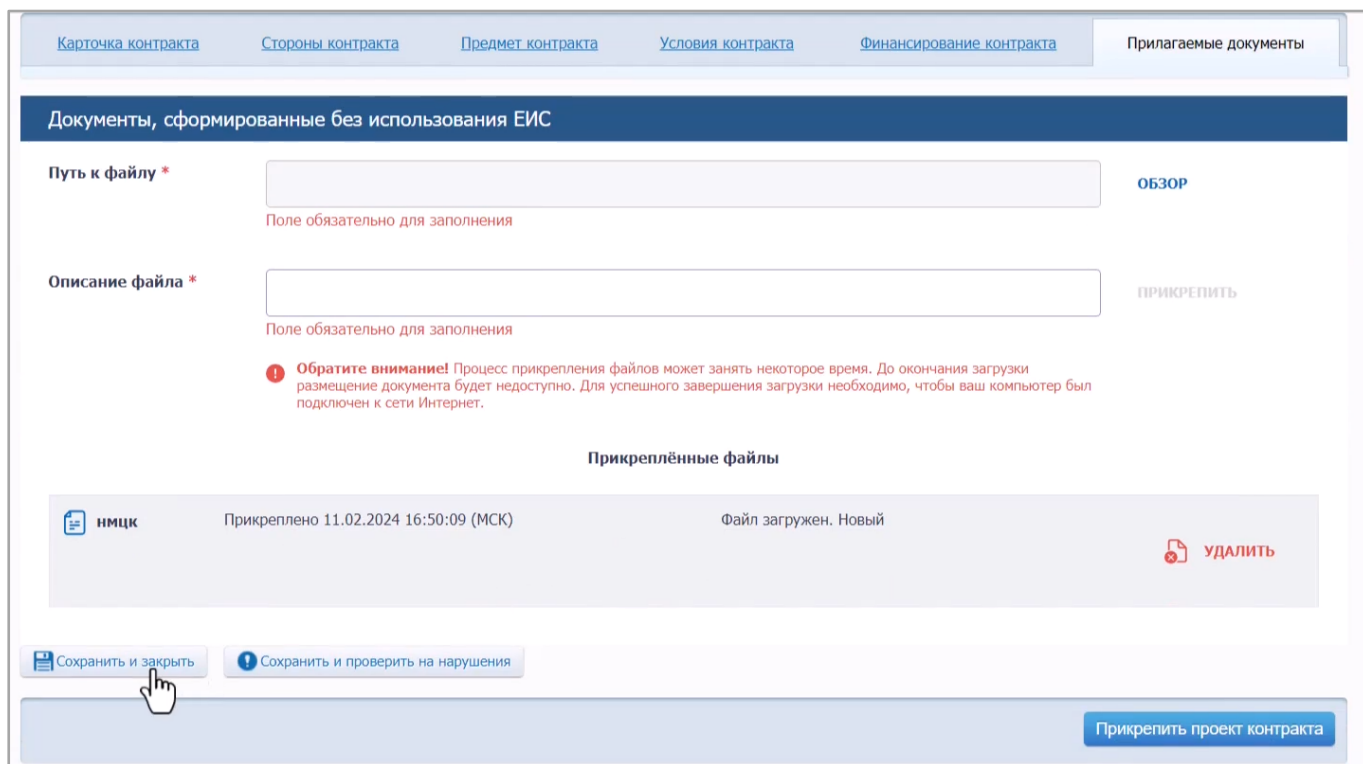 Карточка контракта Стороны контракта Предмет контракта Условия контракта Финансирование контракта Прилагаемые документы
Документы, сформированные без использования ЕИС
Путь к файлу *
ОБЗОР
Поле обязательно для заполнения
Описание файла *
ПРИКРЕПИТЬ
Поле обязательно для заполнения
Обратите внимание! Процесс прикрепления файлов может занять некоторое время. До окончания загрузки
размещение документа будет недоступно. Для успешного завершения загрузки необходимо, чтобы ваш компьютер был
подключен к сети Интернет.
Прикреплённые файлы
нмцк Прикреплено 11.02.2024 16:50:09 (МСК) Файл загружен. Новый
УДАЛИТЬ
Сохранить и закрыть Сохранить и проверить на нарушения
Прикрепить проект контракта